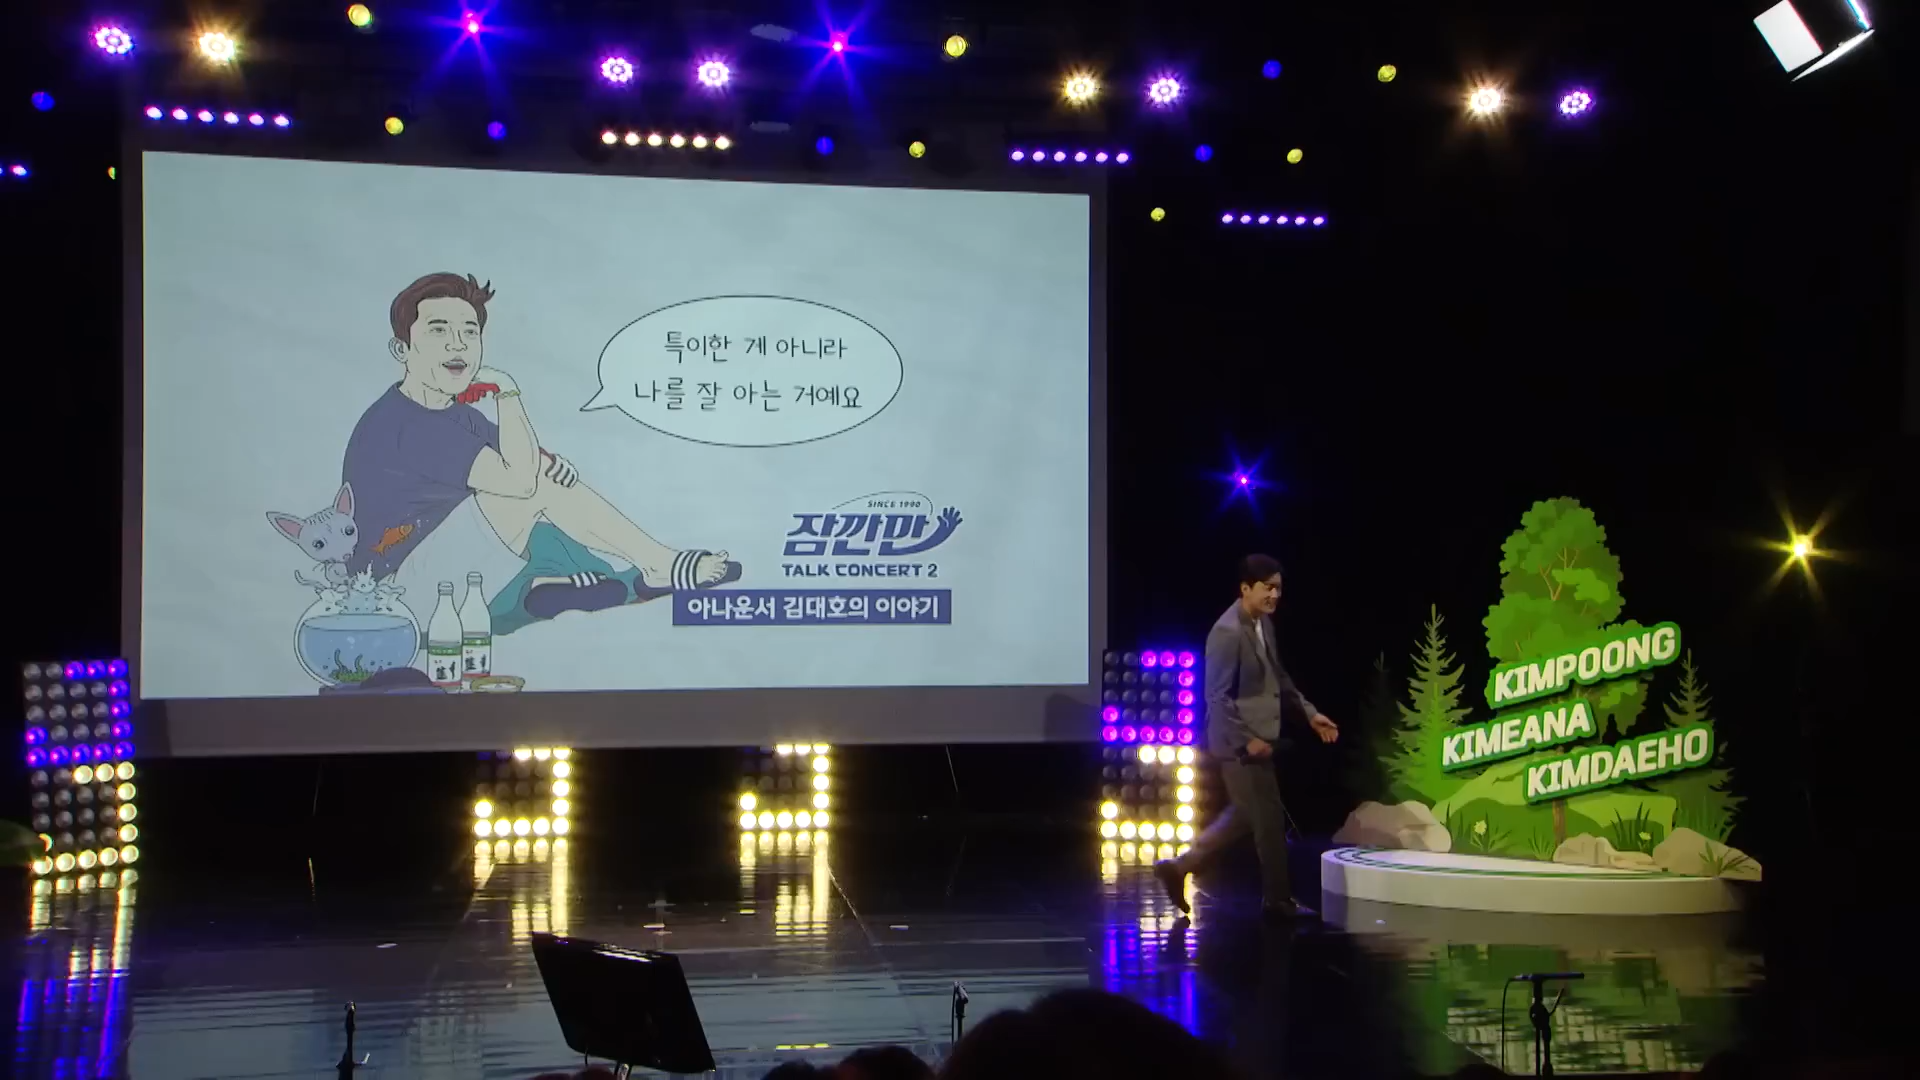 특이한 게 아니라
나를 잘 아는 거예요
SINCE 1990
잠깐만
TALK CONCERT 2
아나운서 김대호의 이야기
KIMPOONG
KIMEANA
KIMDAEHO